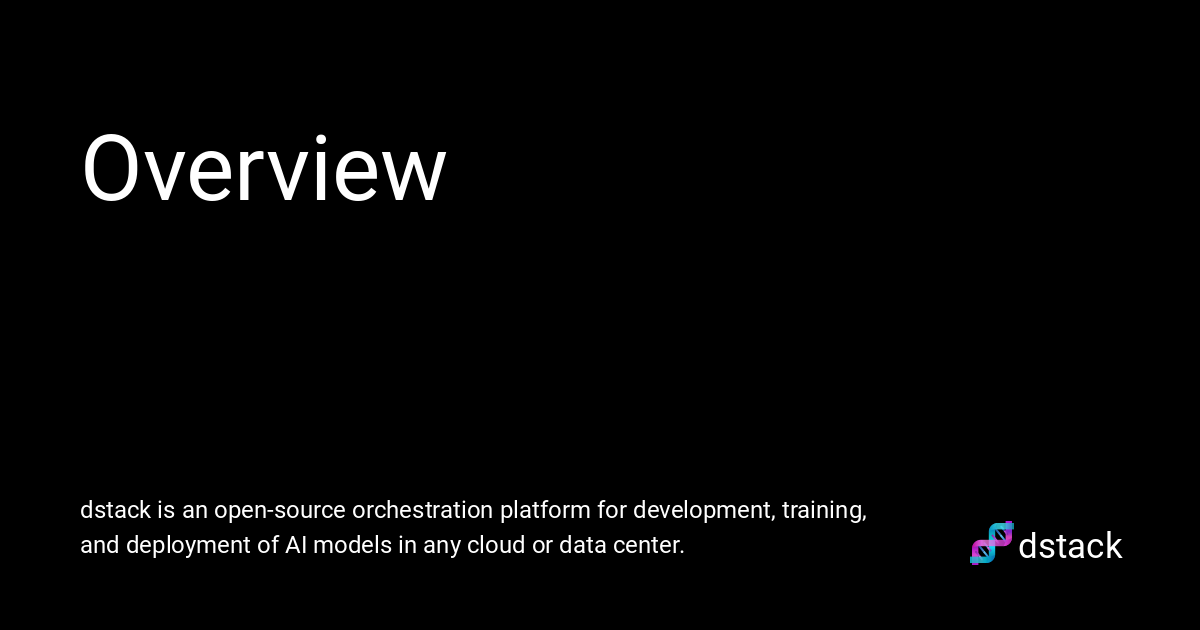 Overview
dstack is an open-source orchestration platform for development, training,
and deployment of AI models in any cloud or data center.
dstack